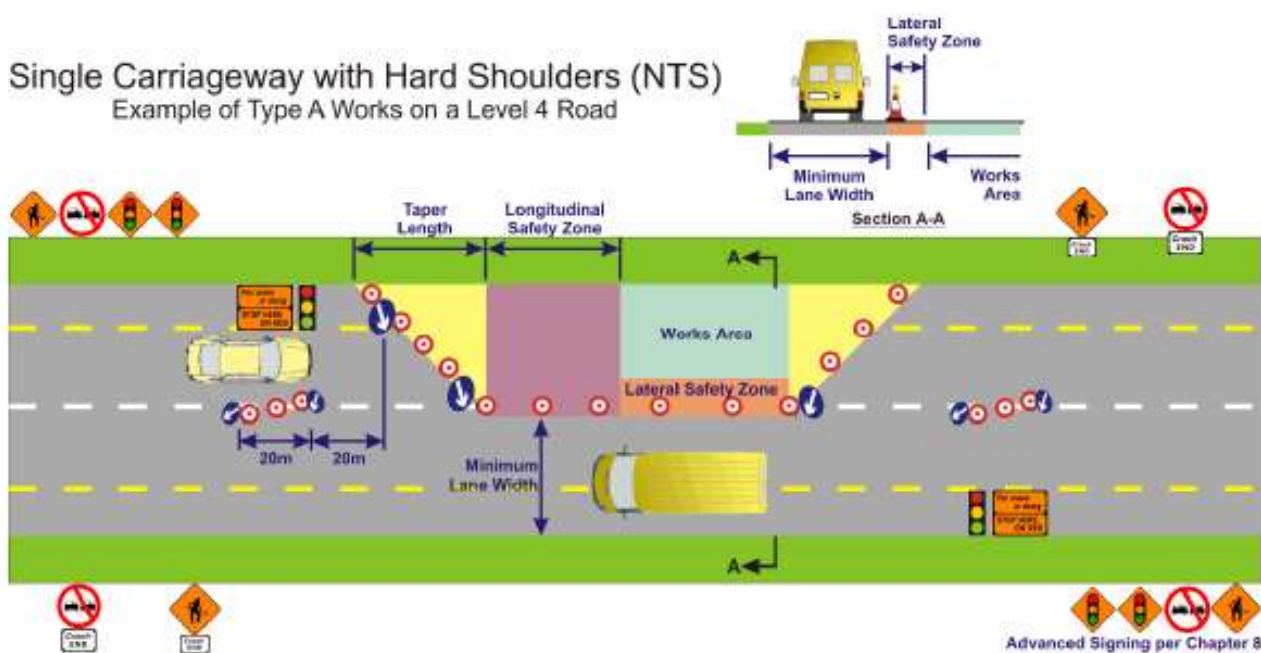 Lateral
Safety Zone
Single Carriageway with Hard Shoulders (NTS)
Example of Type A Works on a Level 4 Road
Minimum
Lane Width
Works
Area
Taper
Length
Longitudinal
Safety Zone
Section A-A
A
Works Area
Lateral Safety Zone
20m
20m
Minimum
Lane Width
A
Advanced Signing per Chapter 8